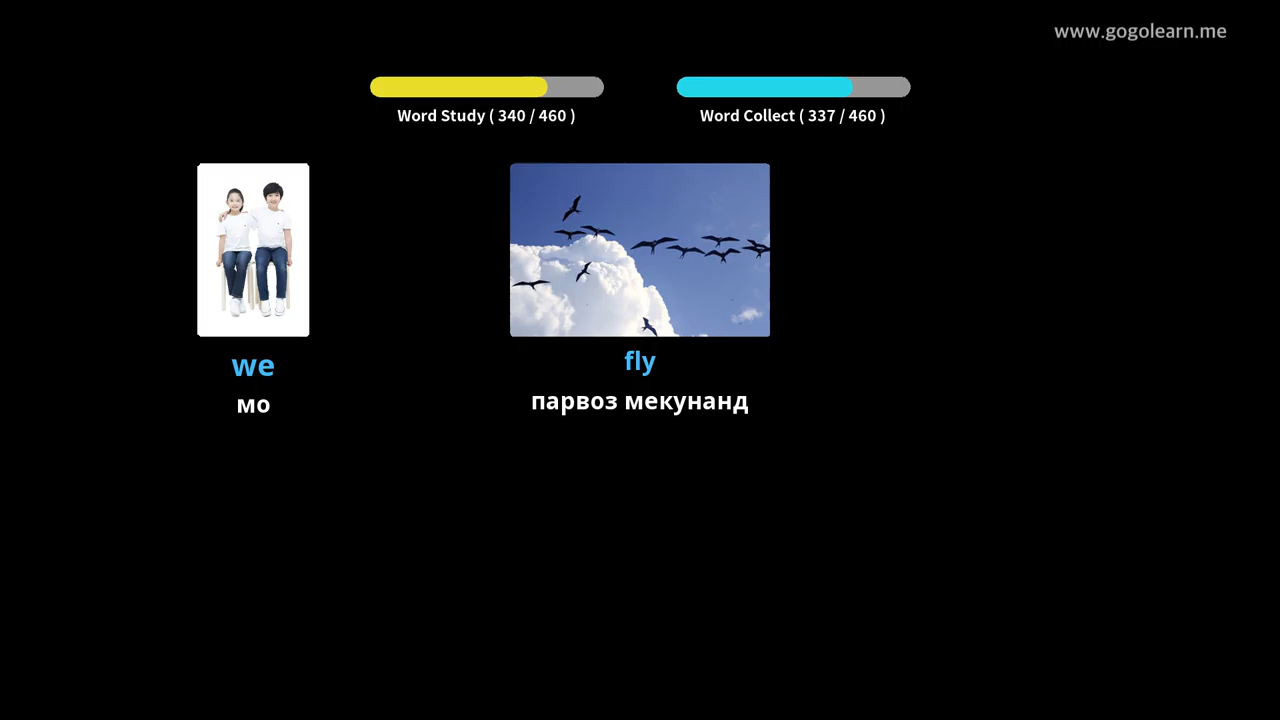 www.gogolearn.me
Word Study ( 340 / 460 )
Word Collect ( 337 / 460 )
we
мо
fly
парвоз мекунанд